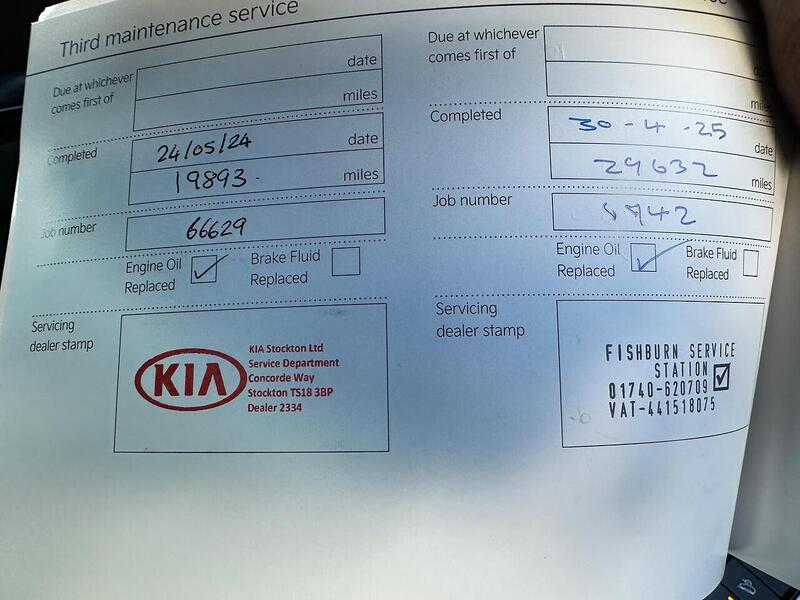 Third maintenance service
Due at whichever
comes first of
date
miles
Completed
24/05/24
date
19893
miles
Job number
66629
Engine Oil
Replaced
Brake Fluid
Replaced
Servicing
dealer stamp
KIA
KIA Stockton Ltd
Service Department
Concorde Way
Stockton TS18 3BP
Dealer 2334
Due at whichever
comes first of
miles
Completed
30-4-25
date
29632
miles
Job number
Engine Oil
Replaced
Brake Fluid
Replaced
Servicing
dealer stamp
FISHBURN SERVICE
STATION
01740-620709
VAT-441518075